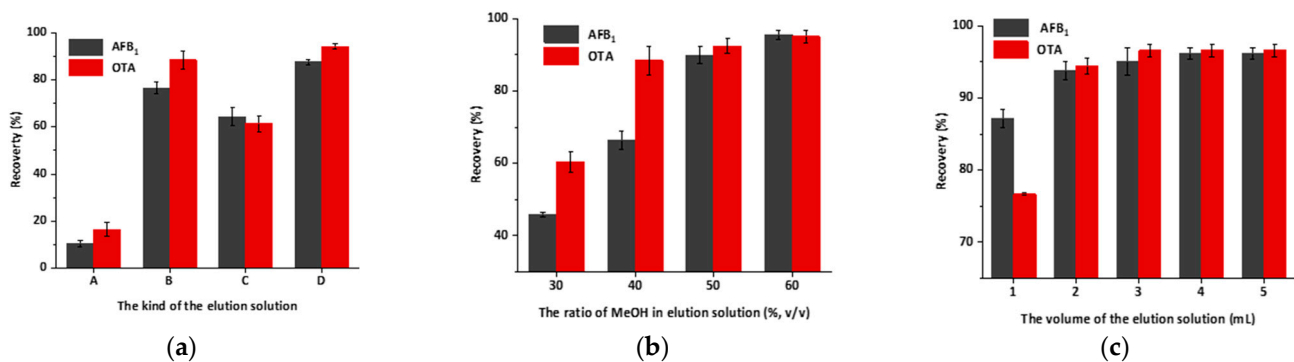 100
80
60
40
20
0
Recoverty (%)
AFB1
OTA
A B C D
The kind of the elution solution
(a)
100
80
60
40
Recovery (%)
AFB1
OTA
30 40 50 60
The ratio of MeOH in elution solution (%, v/v)
(b)
100
90
80
70
Recovery (%)
AFB1
OTA
1 2 3 4 5
The volume of the elution solution (mL)
(c)